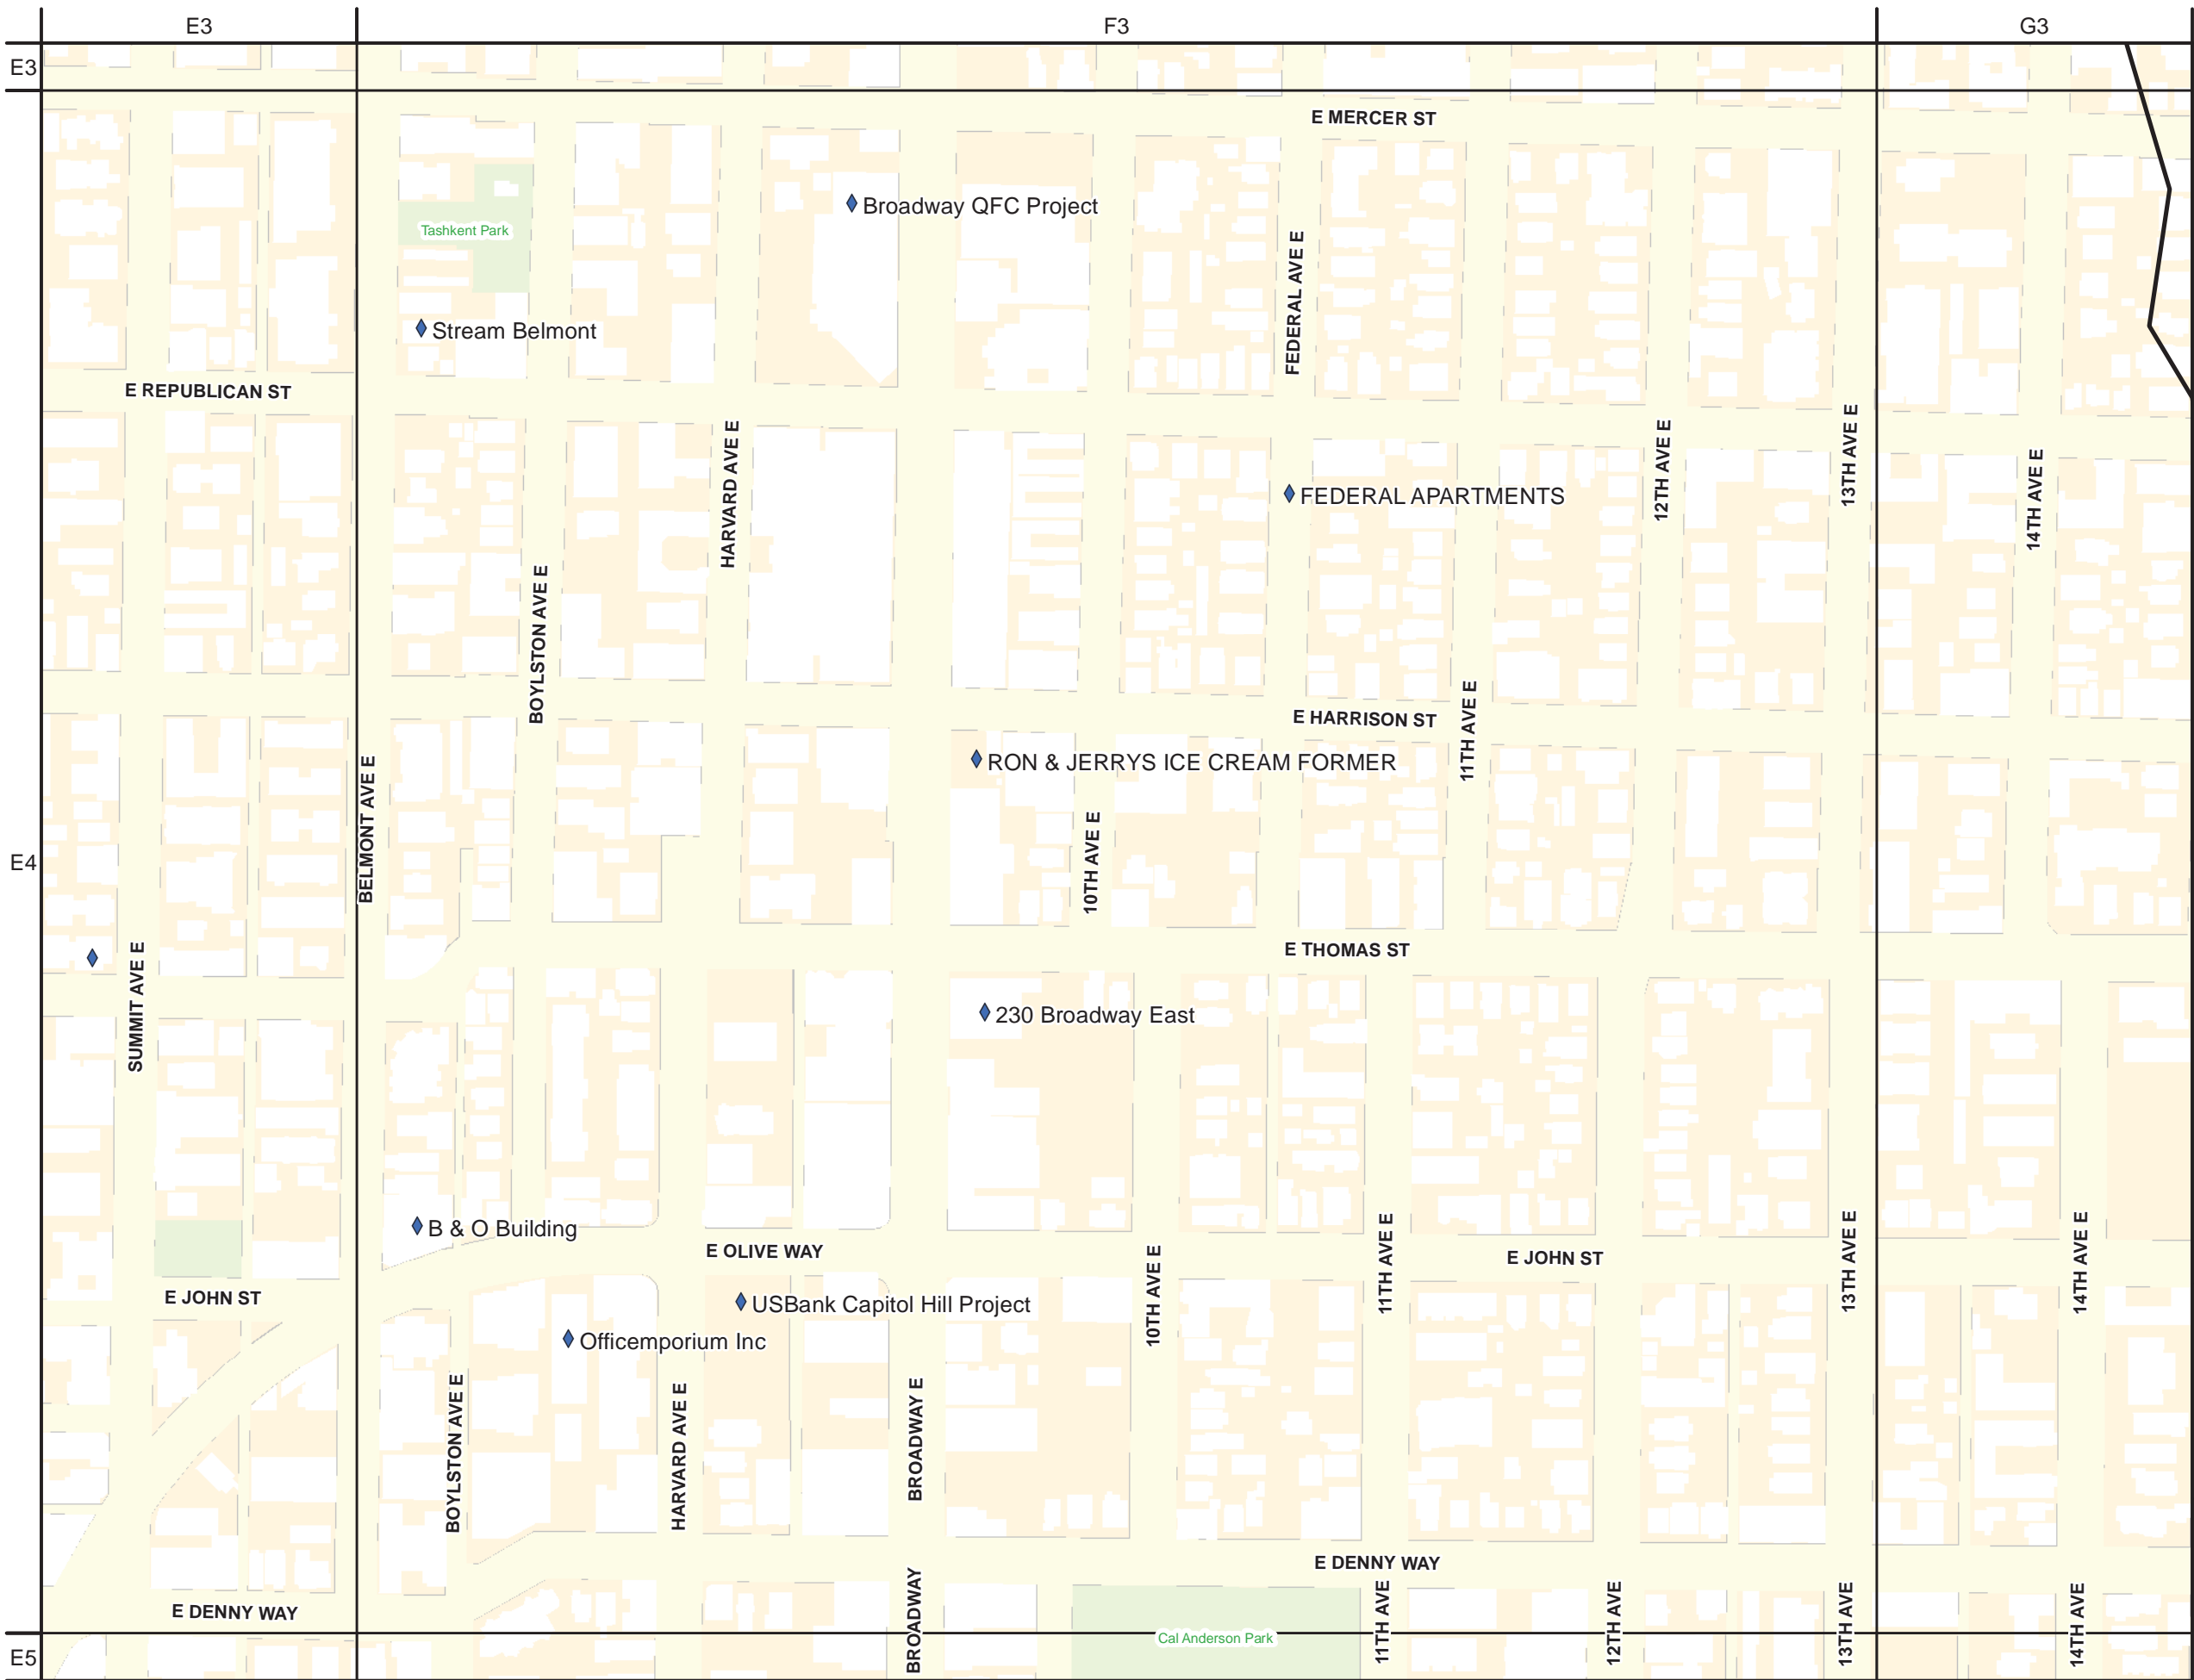 E3
F3
G3
E3
E MERCER ST
Broadway QFC Project
Tashkent Park
FEDERAL AVE E
Stream Belmont
E REPUBLICAN ST
HARVARD AVE E
12TH AVE E
13TH AVE E
14TH AVE E
FEDERAL APARTMENTS
BOYLSTON AVE E
E HARRISON ST
11TH AVE E
RON & JERRYS ICE CREAM FORMER
BELMONT AVE E
10TH AVE E
E4
E THOMAS ST
SUMMIT AVE E
230 Broadway East
B & O Building
E OLIVE WAY
E JOHN ST
10TH AVE E
11TH AVE E
13TH AVE E
14TH AVE E
E JOHN ST
USBank Capitol Hill Project
Officemporium Inc
BOYLSTON AVE E
HARVARD AVE E
BROADWAY E
E DENNY WAY
E DENNY WAY
BROADWAY
11TH AVE
12TH AVE
13TH AVE
14TH AVE
Cal Anderson Park
E5